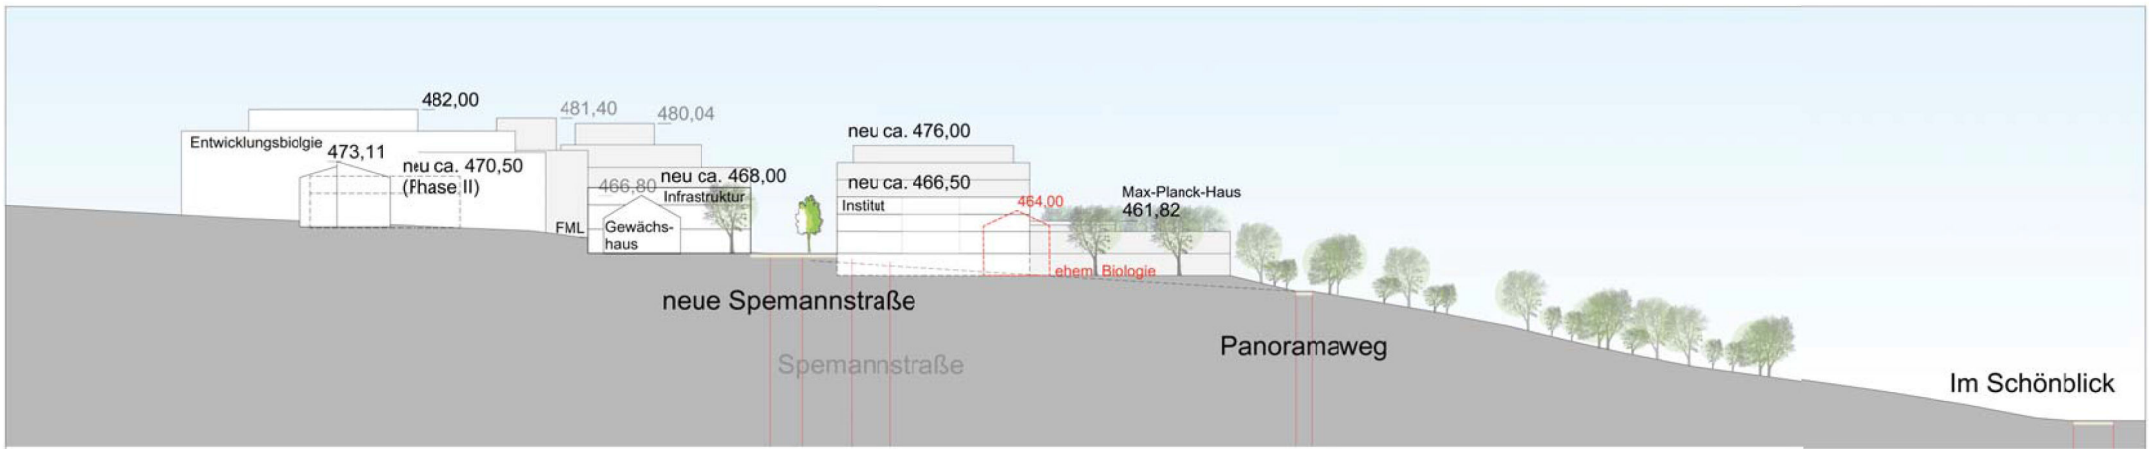 482,00
481,40
480,04
Entwicklungsbiolgie
473,11
neu ca. 470,50
(Phase II)
466,80
neu ca. 468,00
Infrastruktur
FML
Gewächs-
haus
neu ca. 476,00
neu ca. 466,50
Institut
464,00
Max-Planck-Haus
461,82
ehem. Biologie
neue Spemannstraße
Spemannstraße
Panoramaweg
Im Schönblick